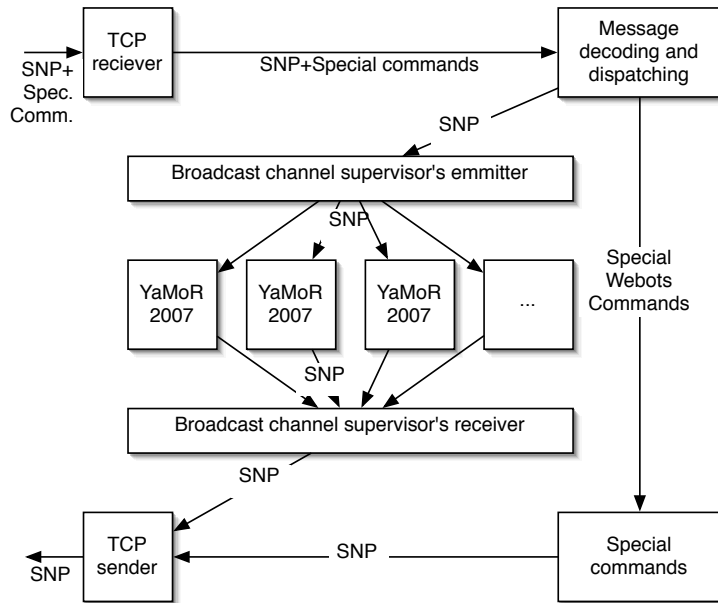 TCP
reciever
SNP+
Spec.
Comm.
SNP+Special commands
Message
decoding and
dispatching
SNP
Broadcast channel supervisor's emmitter
SNP
YaMoR
2007
YaMoR
2007
YaMoR
2007
...
Special
Webots
Commands
SNP
Broadcast channel supervisor's receiver
SNP
TCP
sender
SNP
SNP
Special
commands